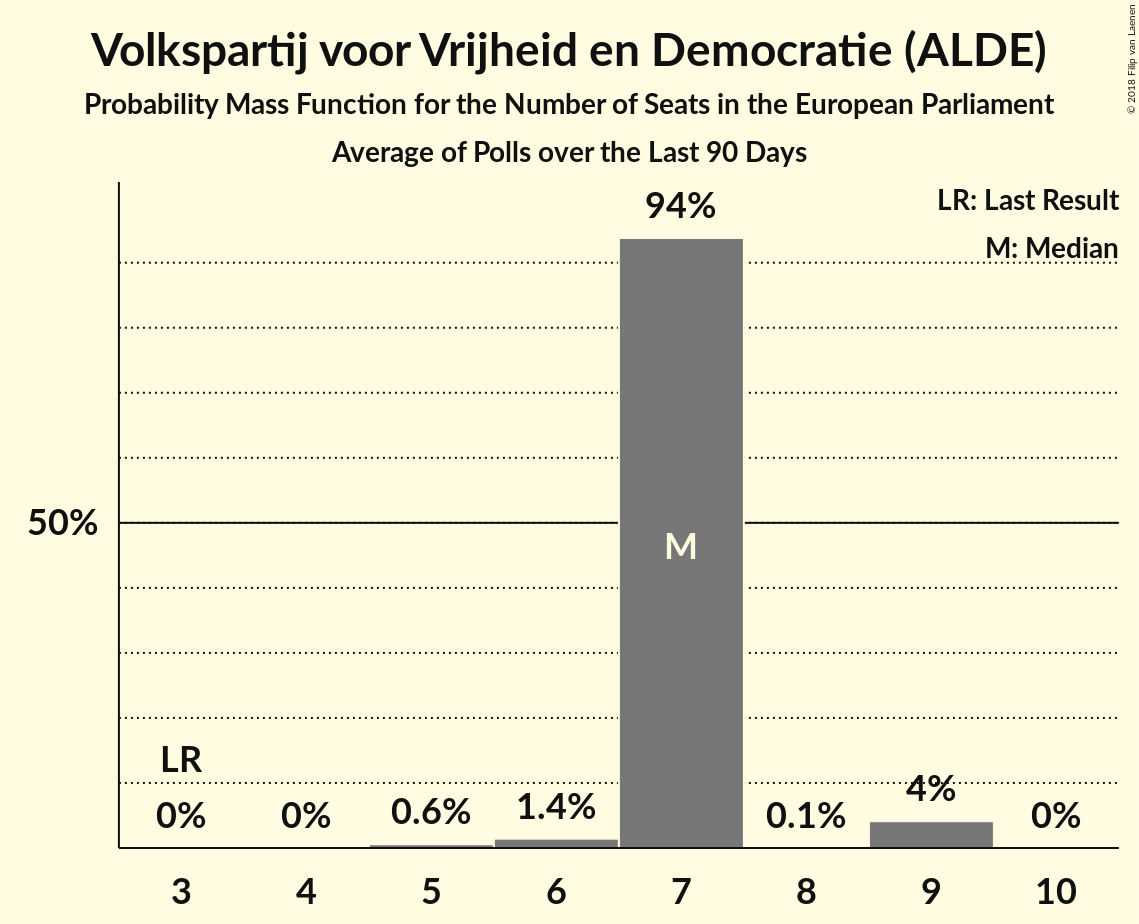 Volkspartij voor Vrijheid en Democratie (ALDE)
Probability Mass Function for the Number of Seats in the European Parliament
Average of Polls over the Last 90 Days
© 2018 Filip van Laenen
LR: Last Result
M: Median
94%
50%
M
LR
0%
0%
0.6%
1.4%
0.1%
4%
0%
3 4 5 6 7 8 9 10